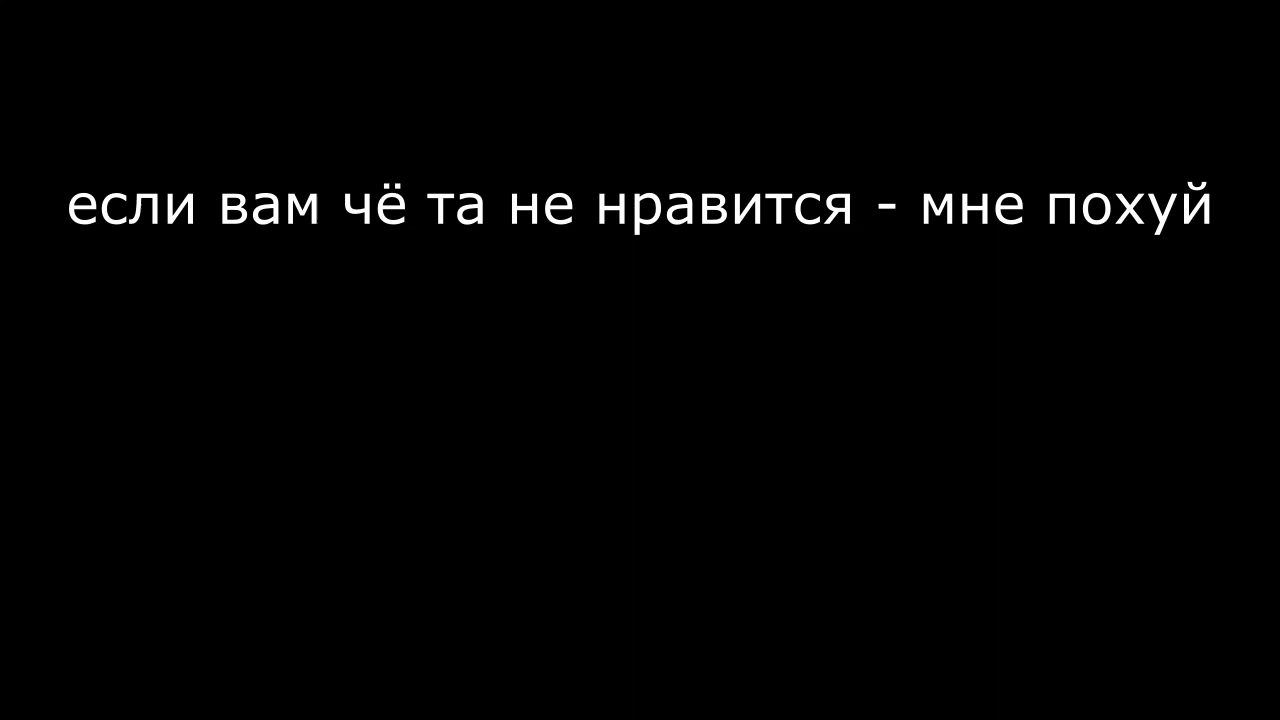 если вам чё та не нравится - мне похуй